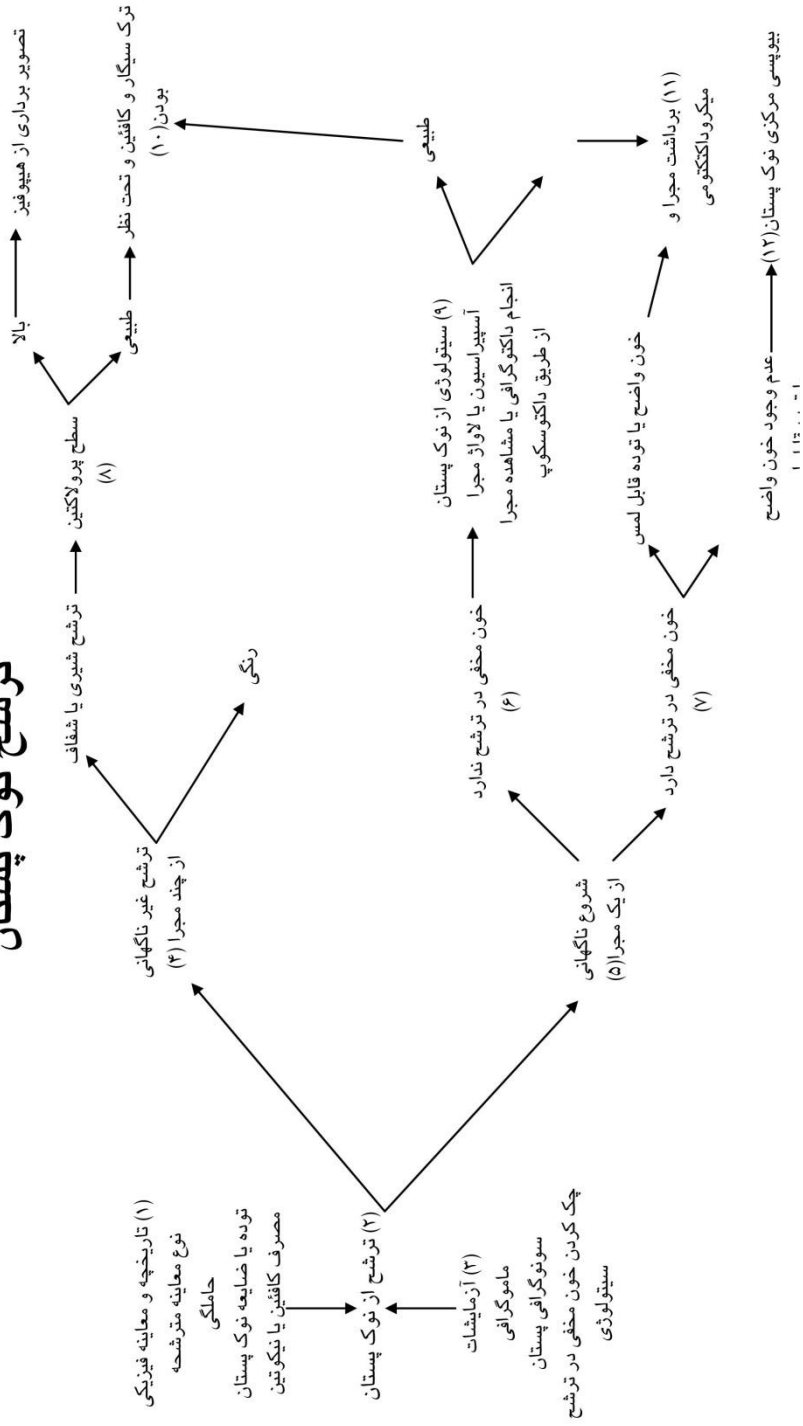 ترشح نوک پستان
(۱) تاریخچه و معاینه فیزیکی
نوع معاینه مترشحه
حاملگی
توده یا ضایعه نوک پستان
مصرف کافئین یا نیکوتین
(۲) ترشح از نوک پستان
(۳) آزمایشات
ماموگرافی
سونوگرافی پستان
چک کردن خون مخفی در ترشح
سیتولوژی
ترشح غیر ناگهانی
از چند مجرا (۴)
شروع ناگهانی
از یک مجرا(۵)
ترشح شیری یا شفاف
رنگی
خون مخفی در ترشح ندارد
(۶)
خون مخفی در ترشح دارد
(۷)
سطح پرولاکتین
(۸)
(۹) سیتولوژی از نوک پستان
آسپیراسیون یا لاواژ مجرا
انجام داکتوگرافی یا مشاهده مجرا
از طریق داکتوسکوپ
خون واضح یا توده قابل لمس
عدم وجود خون واضح
بالا
طبیعی
طبیعی
تصویر برداری از هیپوفیز
ترک سیگار و کافئین و تحت نظر
بودن(۱۰)
(۱۱) برداشت مجرا و
میکروداکتکتومی
بیوپسی مرکزی نوک پستان(۱۲)